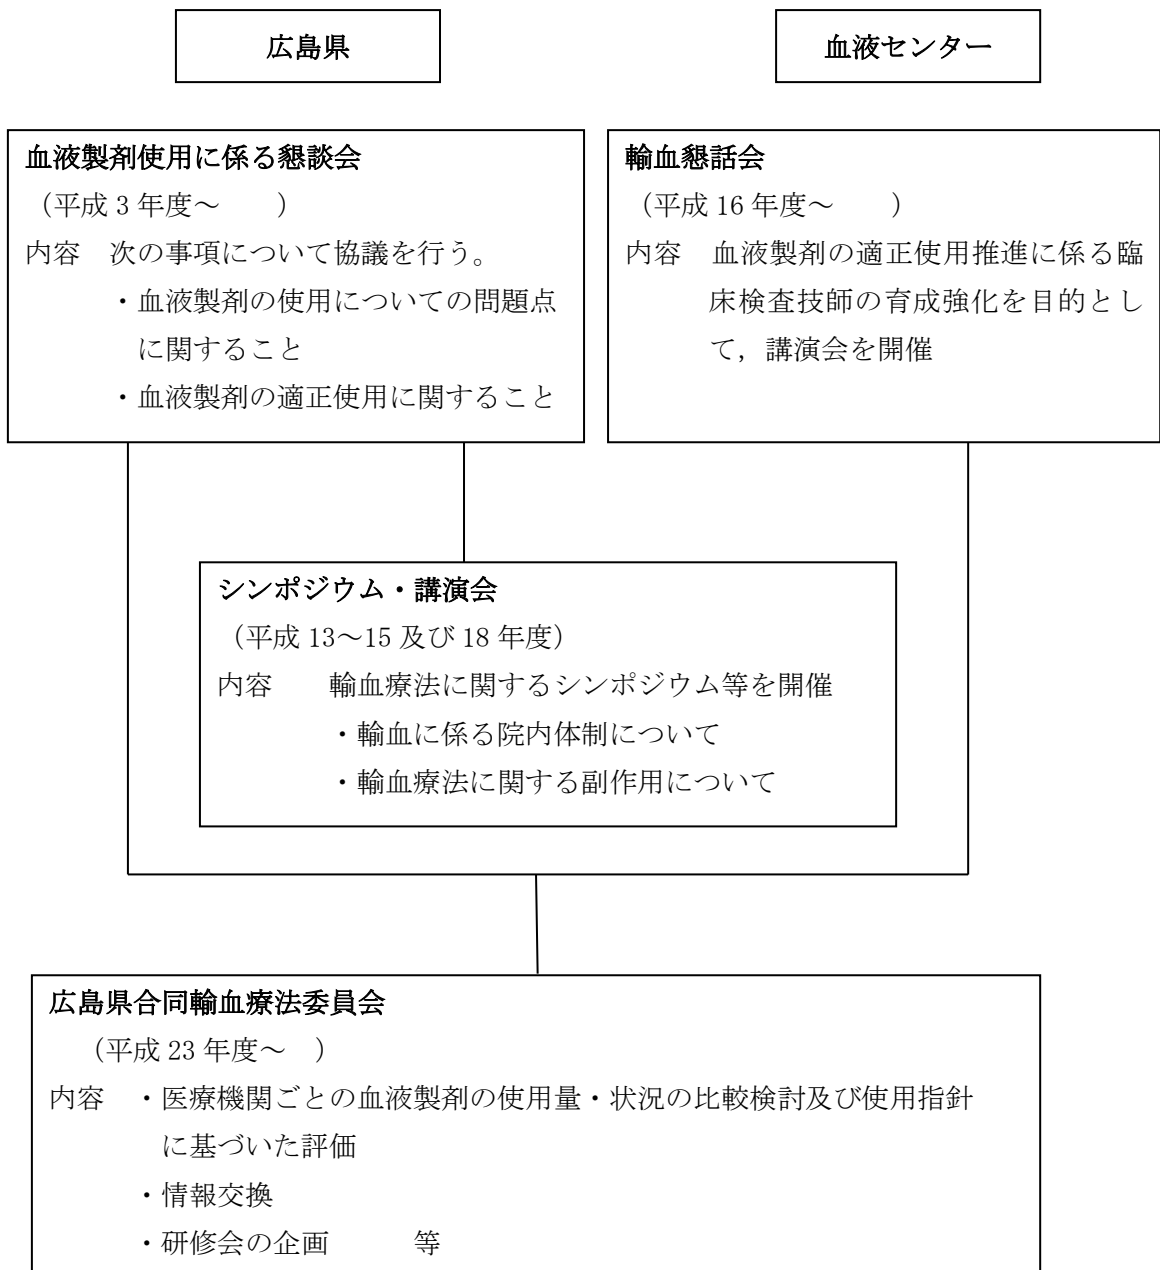 広島県
血液センター
血液製剤使用に係る懇談会
（平成 3 年度～　　）
内容　次の事項について協議を行う。
・血液製剤の使用についての問題点
に関すること
・血液製剤の適正使用に関すること
輸血懇話会
（平成 16 年度～　　）
内容　血液製剤の適正使用推進に係る臨
床検査技師の育成強化を目的とし
て，講演会を開催
シンポジウム・講演会
（平成 13～15 及び 18 年度）
内容　　輸血療法に関するシンポジウム等を開催
・輸血に係る院内体制について
・輸血療法に関する副作用について
広島県合同輸血療法委員会
（平成 23 年度～　）
内容　・医療機関ごとの血液製剤の使用量・状況の比較検討及び使用指針
に基づいた評価
・情報交換
・研修会の企画　　　等